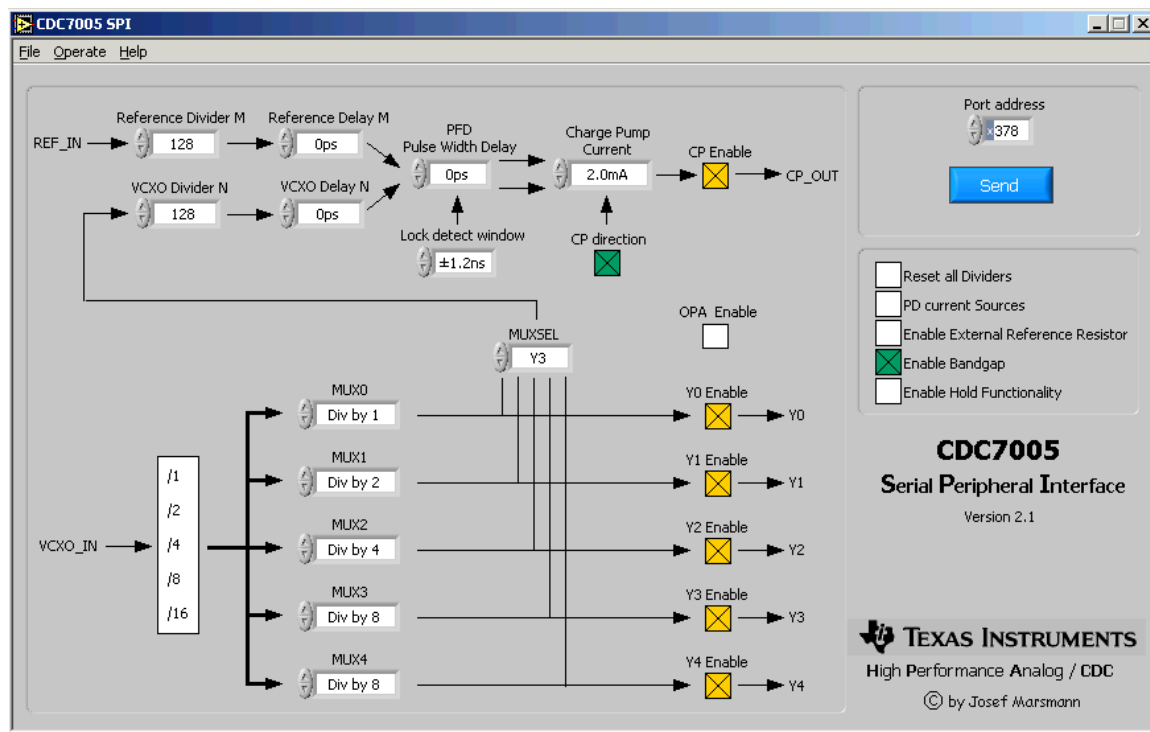 CDC7005 SPI
File Operate Help
Reference Divider M
Reference Delay M
PFD
Pulse Width Delay
Charge Pump
Current
CP Enable
REF_IN
128
0ps
0ps
2.0mA
CP_OUT
VCXO Divider N
VCXO Delay N
128
0ps
Lock detect window
±1.2ns
CP direction
OPA Enable
MUXSEL
Y3
MUX0
Div by 1
Y0 Enable
Y0
MUX1
Div by 2
Y1 Enable
Y1
MUX2
Div by 4
Y2 Enable
Y2
MUX3
Div by 8
Y3 Enable
Y3
MUX4
Div by 8
Y4 Enable
Y4
VCXO_IN
/1
/2
/4
/8
/16
Port address
x378
Send
Reset all Dividers
PD current Sources
Enable External Reference Resistor
Enable Bandgap
Enable Hold Functionality
CDC7005
Serial Peripheral Interface
Version 2.1
TEXAS INSTRUMENTS
High Performance Analog / CDC
© by Josef Marsmann